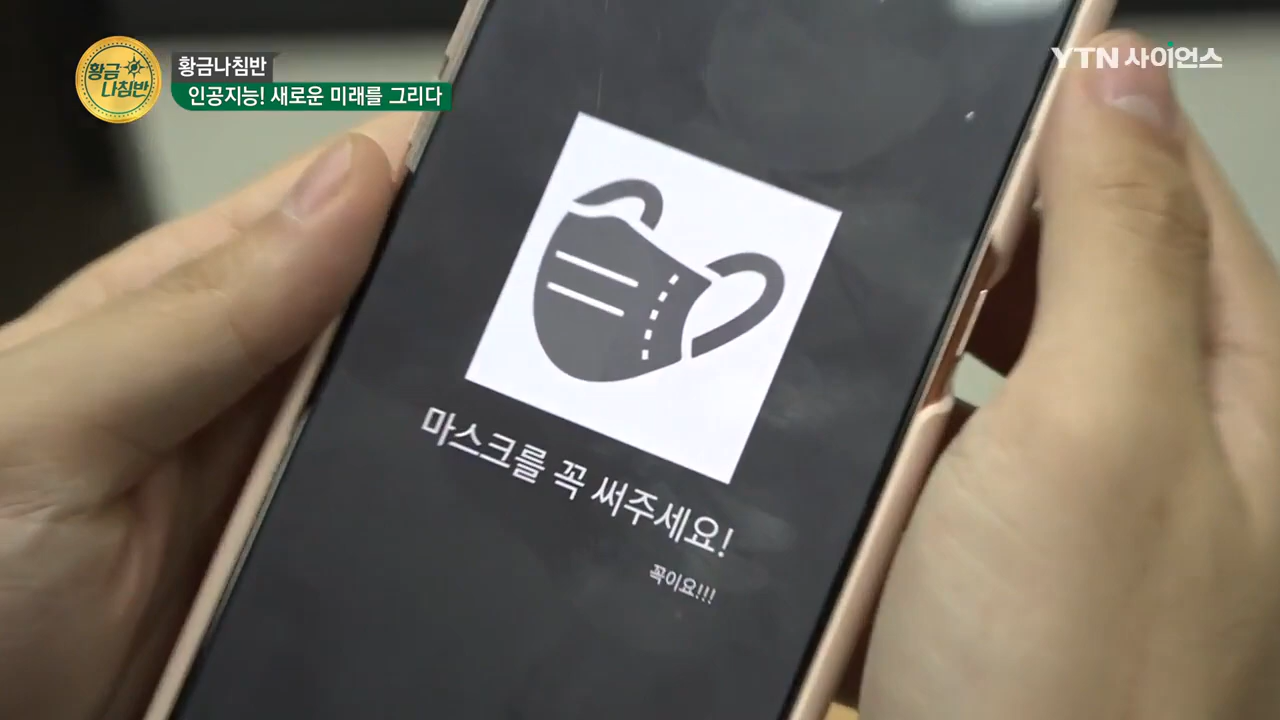 황금나침반
황금나침반
인공지능! 새로운 미래를 그리다
YTN 사이언스
마스크를 꼭 써주세요!
꼭이요!!!